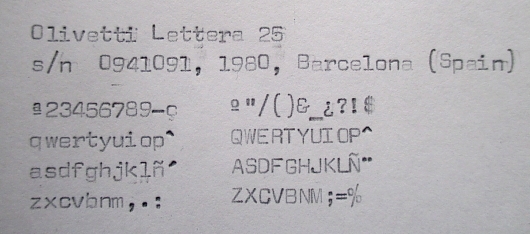 Olivetti Lettera 25
s/n 0941091, 1980, Barcelona (Spain)
ª23456789-ç º"/()&_¿?!$
qwertyuiop^ QWERTYUIOP^
asdfghjklñ´ ASDFGHJKLÑ¨
zxcvbnm,.: ZXCVBNM;=%